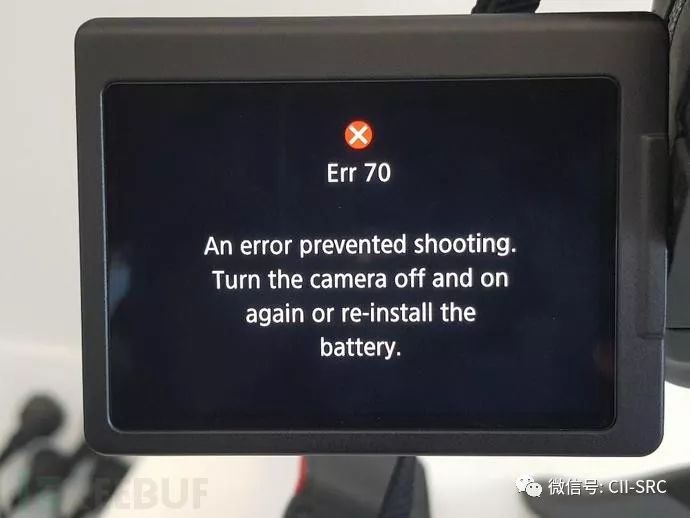 Err 70
An error prevented shooting.
Turn the camera off and on
again or re-install the
battery.
微信号: CII-SRC